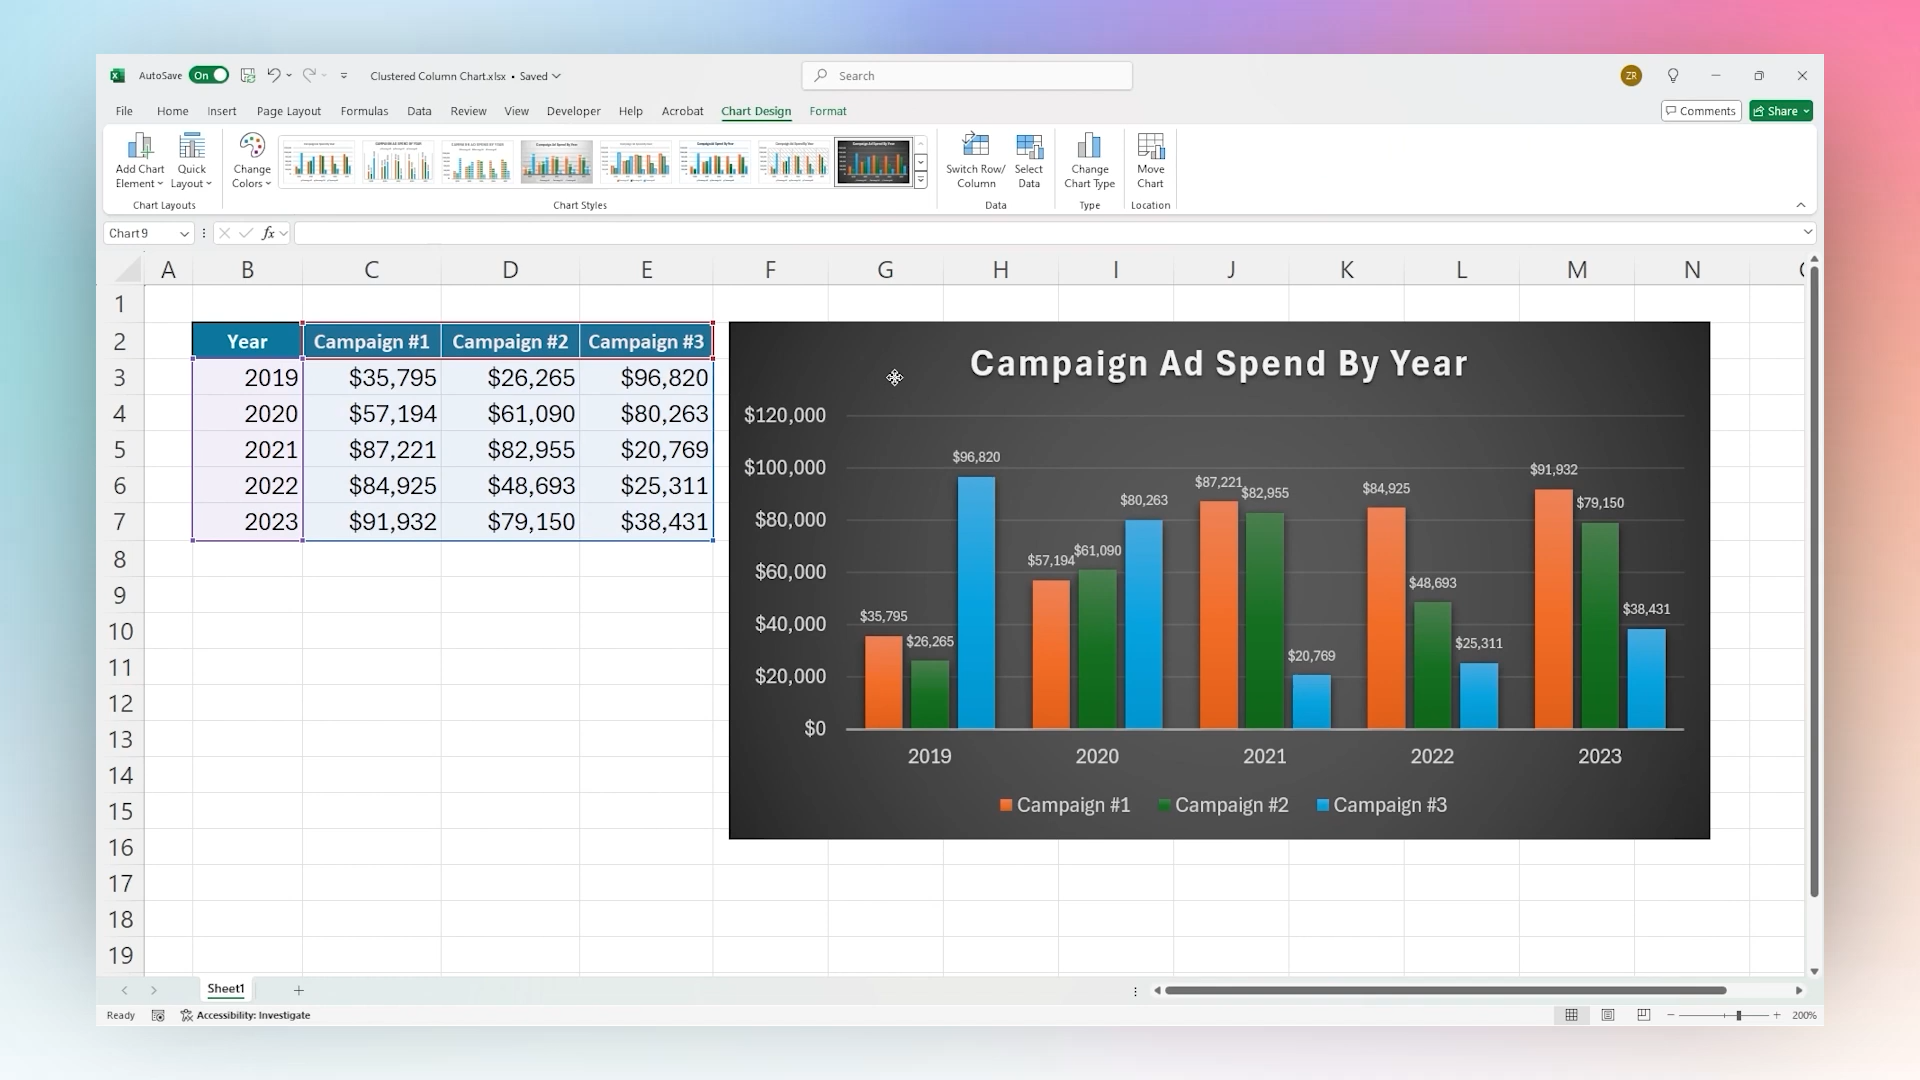 AutoSave On Clustered Column Chart.xlsx • Saved Search ZR
File Home Insert Page Layout Formulas Data Review View Developer Help Acrobat Chart Design Format Comments Share
Add Chart Element
Quick Layout
Chart Layouts
Change Colors
Chart Styles
Switch Row/Column
Select Data
Data
Change Chart Type
Type
Move Chart
Location
Chart 9 fx
A B C D E F G H I J K L M N
1
2 Year Campaign #1 Campaign #2 Campaign #3
3 2019 $35,795 $26,265 $96,820
4 2020 $57,194 $61,090 $80,263
5 2021 $87,221 $82,955 $20,769
6 2022 $84,925 $48,693 $25,311
7 2023 $91,932 $79,150 $38,431
8
9
10
11
12
13
14
15
16
17
18
19
Campaign Ad Spend By Year
$120,000
$100,000
$80,000
$60,000
$40,000
$20,000
$0
$35,795 $26,265 $96,820
$57,194 $61,090 $80,263
$87,221 $82,955 $20,769
$84,925 $48,693 $25,311
$91,932 $79,150 $38,431
2019 2020 2021 2022 2023
Campaign #1 Campaign #2 Campaign #3
Sheet1
Ready Accessibility: Investigate 200%